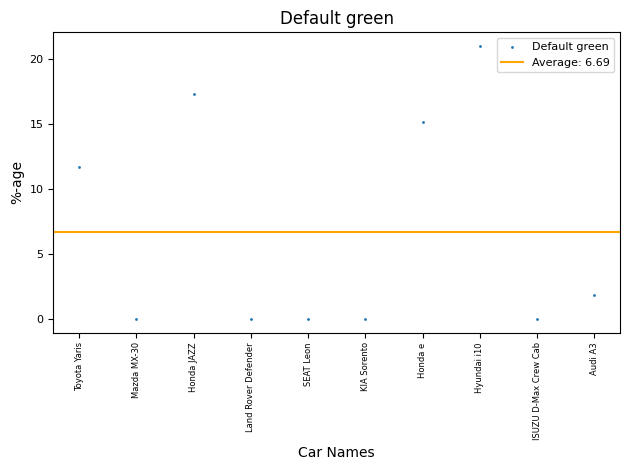 Default green
Default green
Average: 6.69
%-age
20
15
10
5
0
Toyota Yaris
Mazda MX-30
Honda JAZZ
Land Rover Defender
SEAT Leon
KIA Sorento
Honda e
Hyundai i10
ISUZU D-Max Crew Cab
Audi A3
Car Names